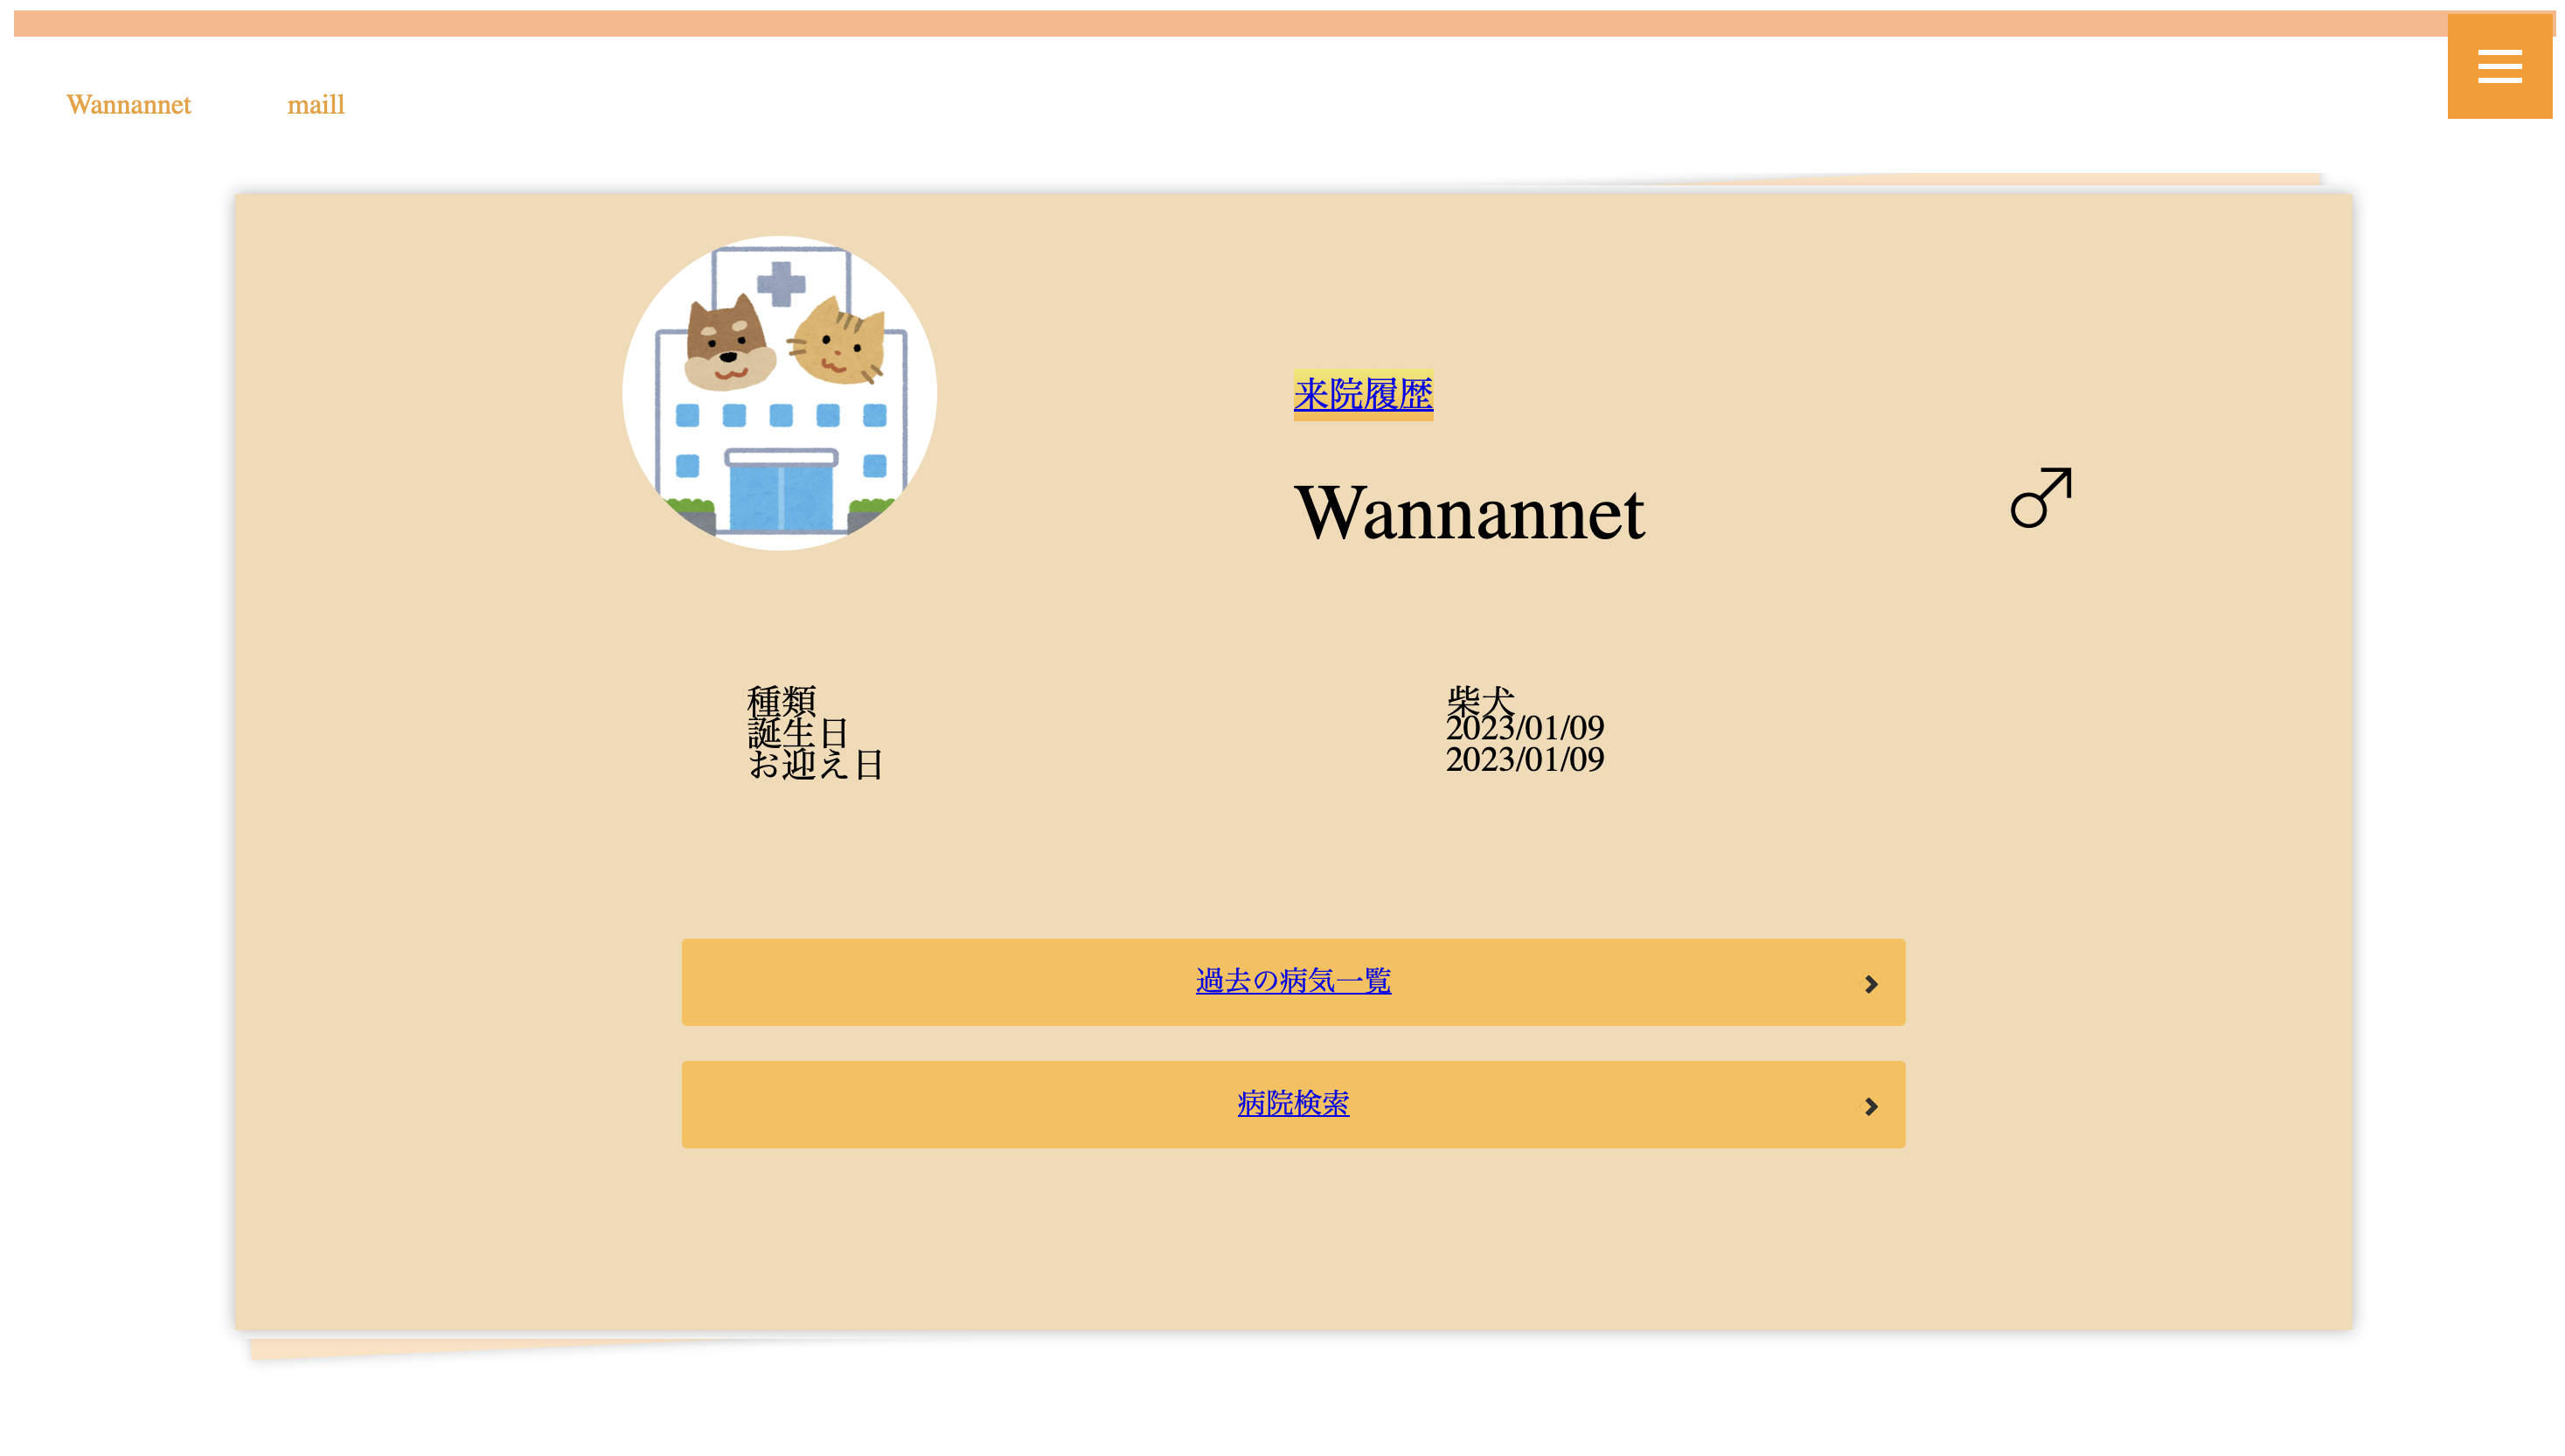 Wannannet maill
来院履歴
Wannannet ♂
種類 柴犬
誕生日 2023/01/09
お迎え日 2023/01/09
過去の病気一覧
病院検索